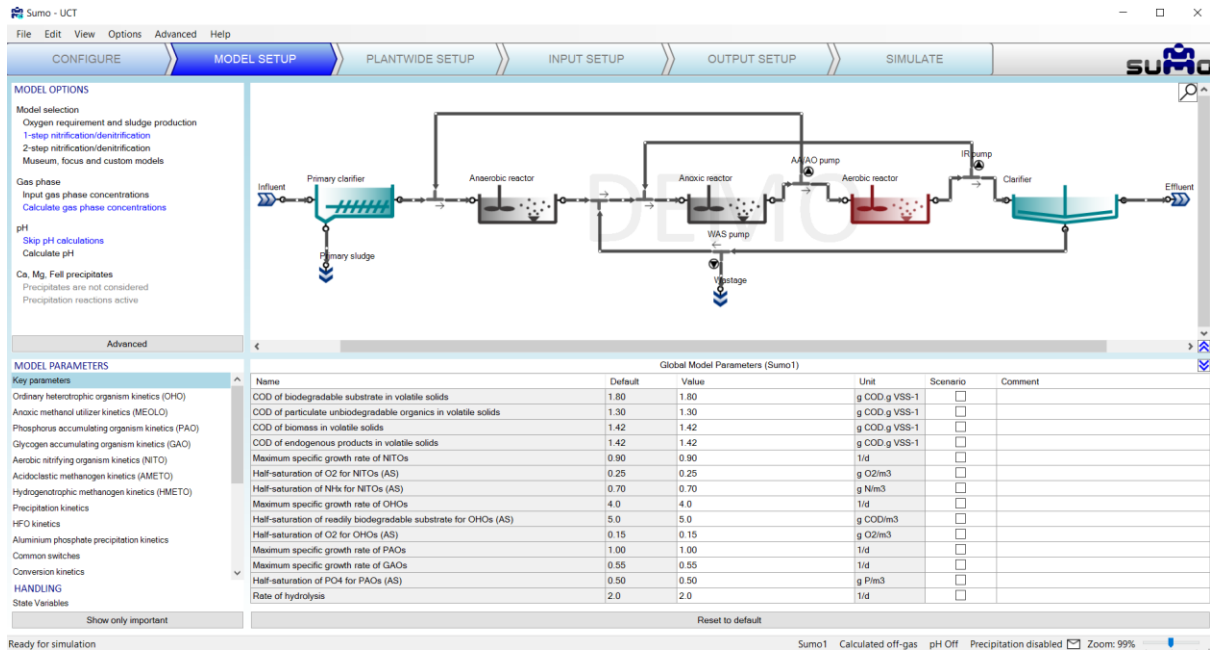 Sumo - UCT
File Edit View Options Advanced Help
CONFIGURE MODEL SETUP PLANTWIDE SETUP INPUT SETUP OUTPUT SETUP SIMULATE
sumo
MODEL OPTIONS
Model selection
Oxygen requirement and sludge production
1-step nitrification/denitrification
2-step nitrification/denitrification
Museum, focus and custom models
Gas phase
Input gas phase concentrations
Calculate gas phase concentrations
pH
Skip pH calculations
Calculate pH
Ca, Mg, FeII precipitates
Precipitates are not considered
Precipitation reactions active
Advanced
DEMO
AA/AO pump
IR pump
Influent
Primary clarifier
Anaerobic reactor
Anoxic reactor
Aerobic reactor
Clarifier
Effluent
WAS pump
Primary sludge
Wastage
MODEL PARAMETERS
Key parameters
Ordinary heterotrophic organism kinetics (OHO)
Anoxic methanol utilizer kinetics (MEOLO)
Phosphorus accumulating organism kinetics (PAO)
Glycogen accumulating organism kinetics (GAO)
Aerobic nitrifying organism kinetics (NITO)
Acidoclastic methanogen kinetics (AMETO)
Hydrogenotrophic methanogen kinetics (HMETO)
Precipitation kinetics
HFO kinetics
Aluminium phosphate precipitation kinetics
Common switches
Conversion kinetics
HANDLING
State Variables
Show only important
Global Model Parameters (Sumo1)
Name Default Value Unit Scenario Comment
COD of biodegradable substrate in volatile solids 1.80 1.80 g COD.g VSS-1
COD of particulate unbiodegradable organics in volatile solids 1.30 1.30 g COD.g VSS-1
COD of biomass in volatile solids 1.42 1.42 g COD.g VSS-1
COD of endogenous products in volatile solids 1.42 1.42 g COD.g VSS-1
Maximum specific growth rate of NITOs 0.90 0.90 1/d
Half-saturation of O2 for NITOs (AS) 0.25 0.25 g O2/m3
Half-saturation of NHx for NITOs (AS) 0.70 0.70 g N/m3
Maximum specific growth rate of OHOs 4.0 4.0 1/d
Half-saturation of readily biodegradable substrate for OHOs (AS) 5.0 5.0 g COD/m3
Half-saturation of O2 for OHOs (AS) 0.15 0.15 g O2/m3
Maximum specific growth rate of PAOs 1.00 1.00 1/d
Maximum specific growth rate of GAOs 0.55 0.55 1/d
Half-saturation of PO4 for PAOs (AS) 0.50 0.50 g P/m3
Rate of hydrolysis 2.0 2.0 1/d
Reset to default
Ready for simulation
Sumo1 Calculated off-gas pH Off Precipitation disabled Zoom: 99%